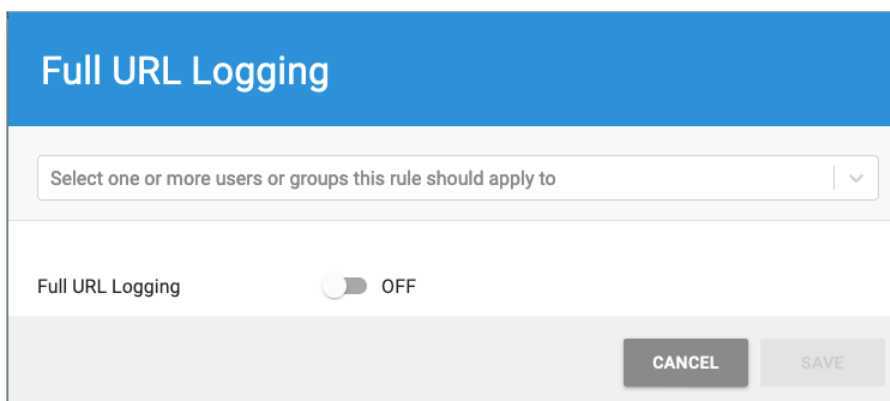 Full URL Logging
Select one or more users or groups this rule should apply to
Full URL Logging OFF
CANCEL SAVE